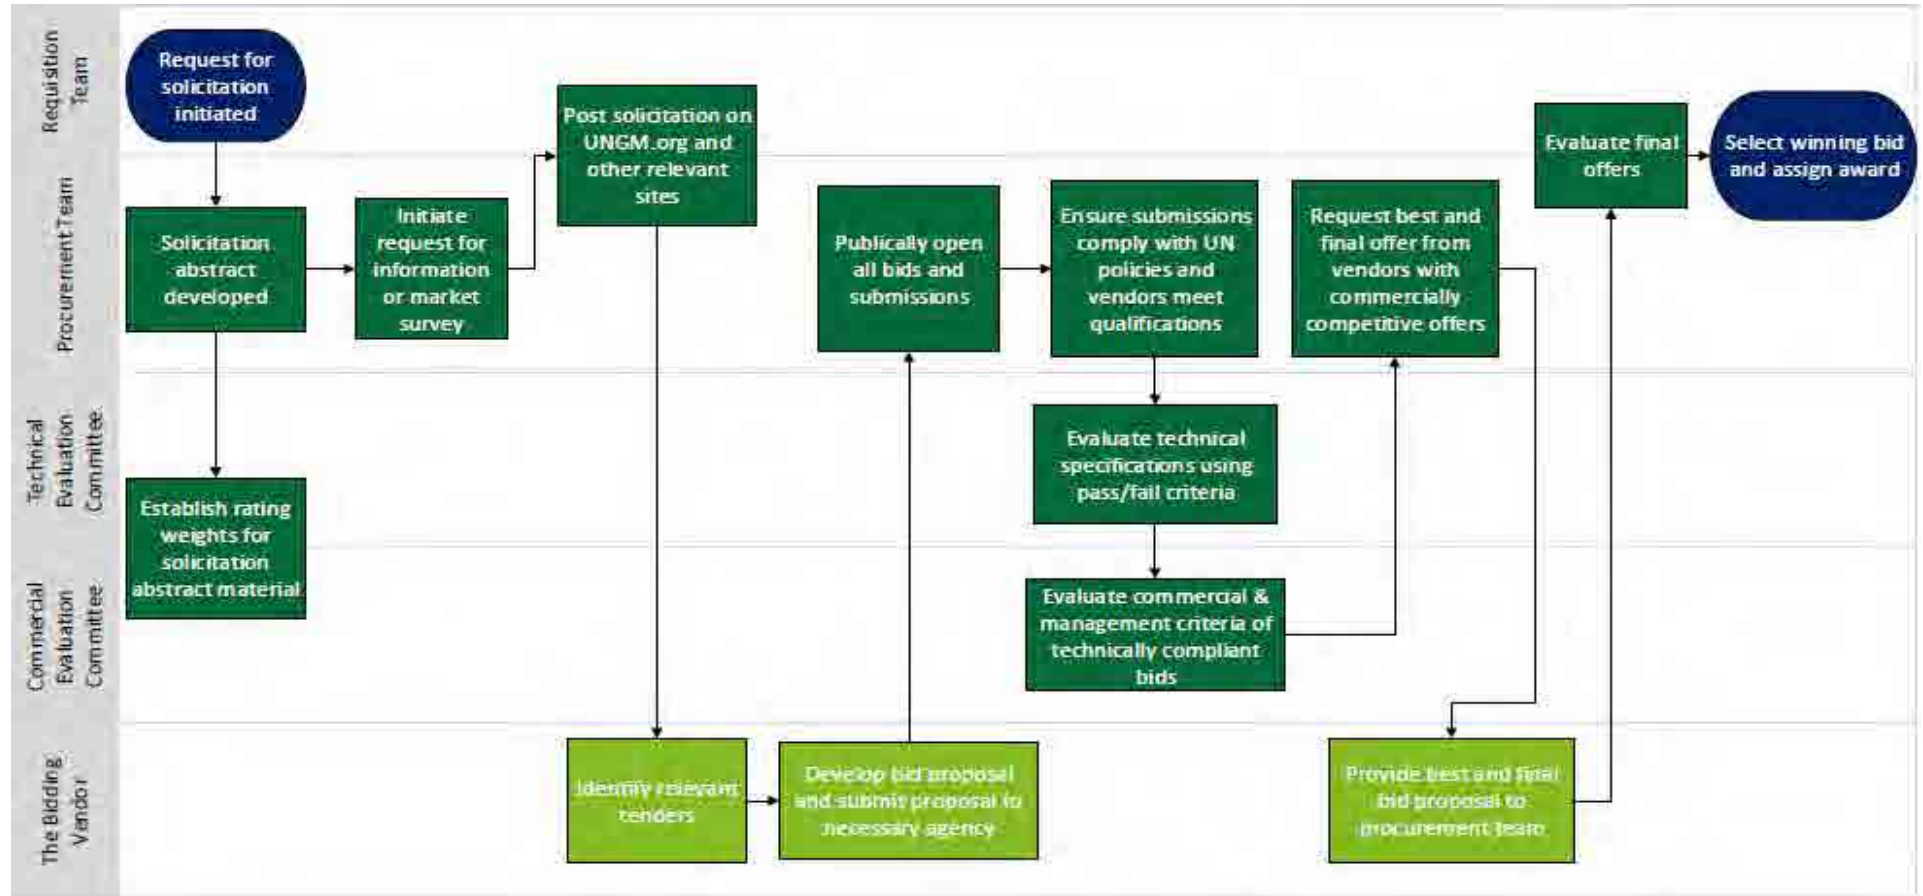 Requisition
Team
Procurement Team
Technical
Evaluation
Committee
Commercial
Evaluation
Committee
The Bidding
Vendor
Request for
solicitation
initiated
Solicitation
abstract
developed
Establish rating
weights for
solicitation
abstract material
Initiate
request for
information
or market
survey
Post solicitation on
UNGM.org and
other relevant
sites
Identify relevant
tenders
Develop bid proposal
and submit proposal to
necessary agency
Publically open
all bids and
submissions
Ensure submissions
comply with UN
policies and
vendors meet
qualifications
Evaluate technical
specifications using
pass/fail criteria
Evaluate commercial &
management criteria of
technically compliant
bids
Request best and
final offer from
vendors with
commercially
competitive offers
Provide best and final
bid proposal to
procurement team
Evaluate final
offers
Select winning bid
and assign award